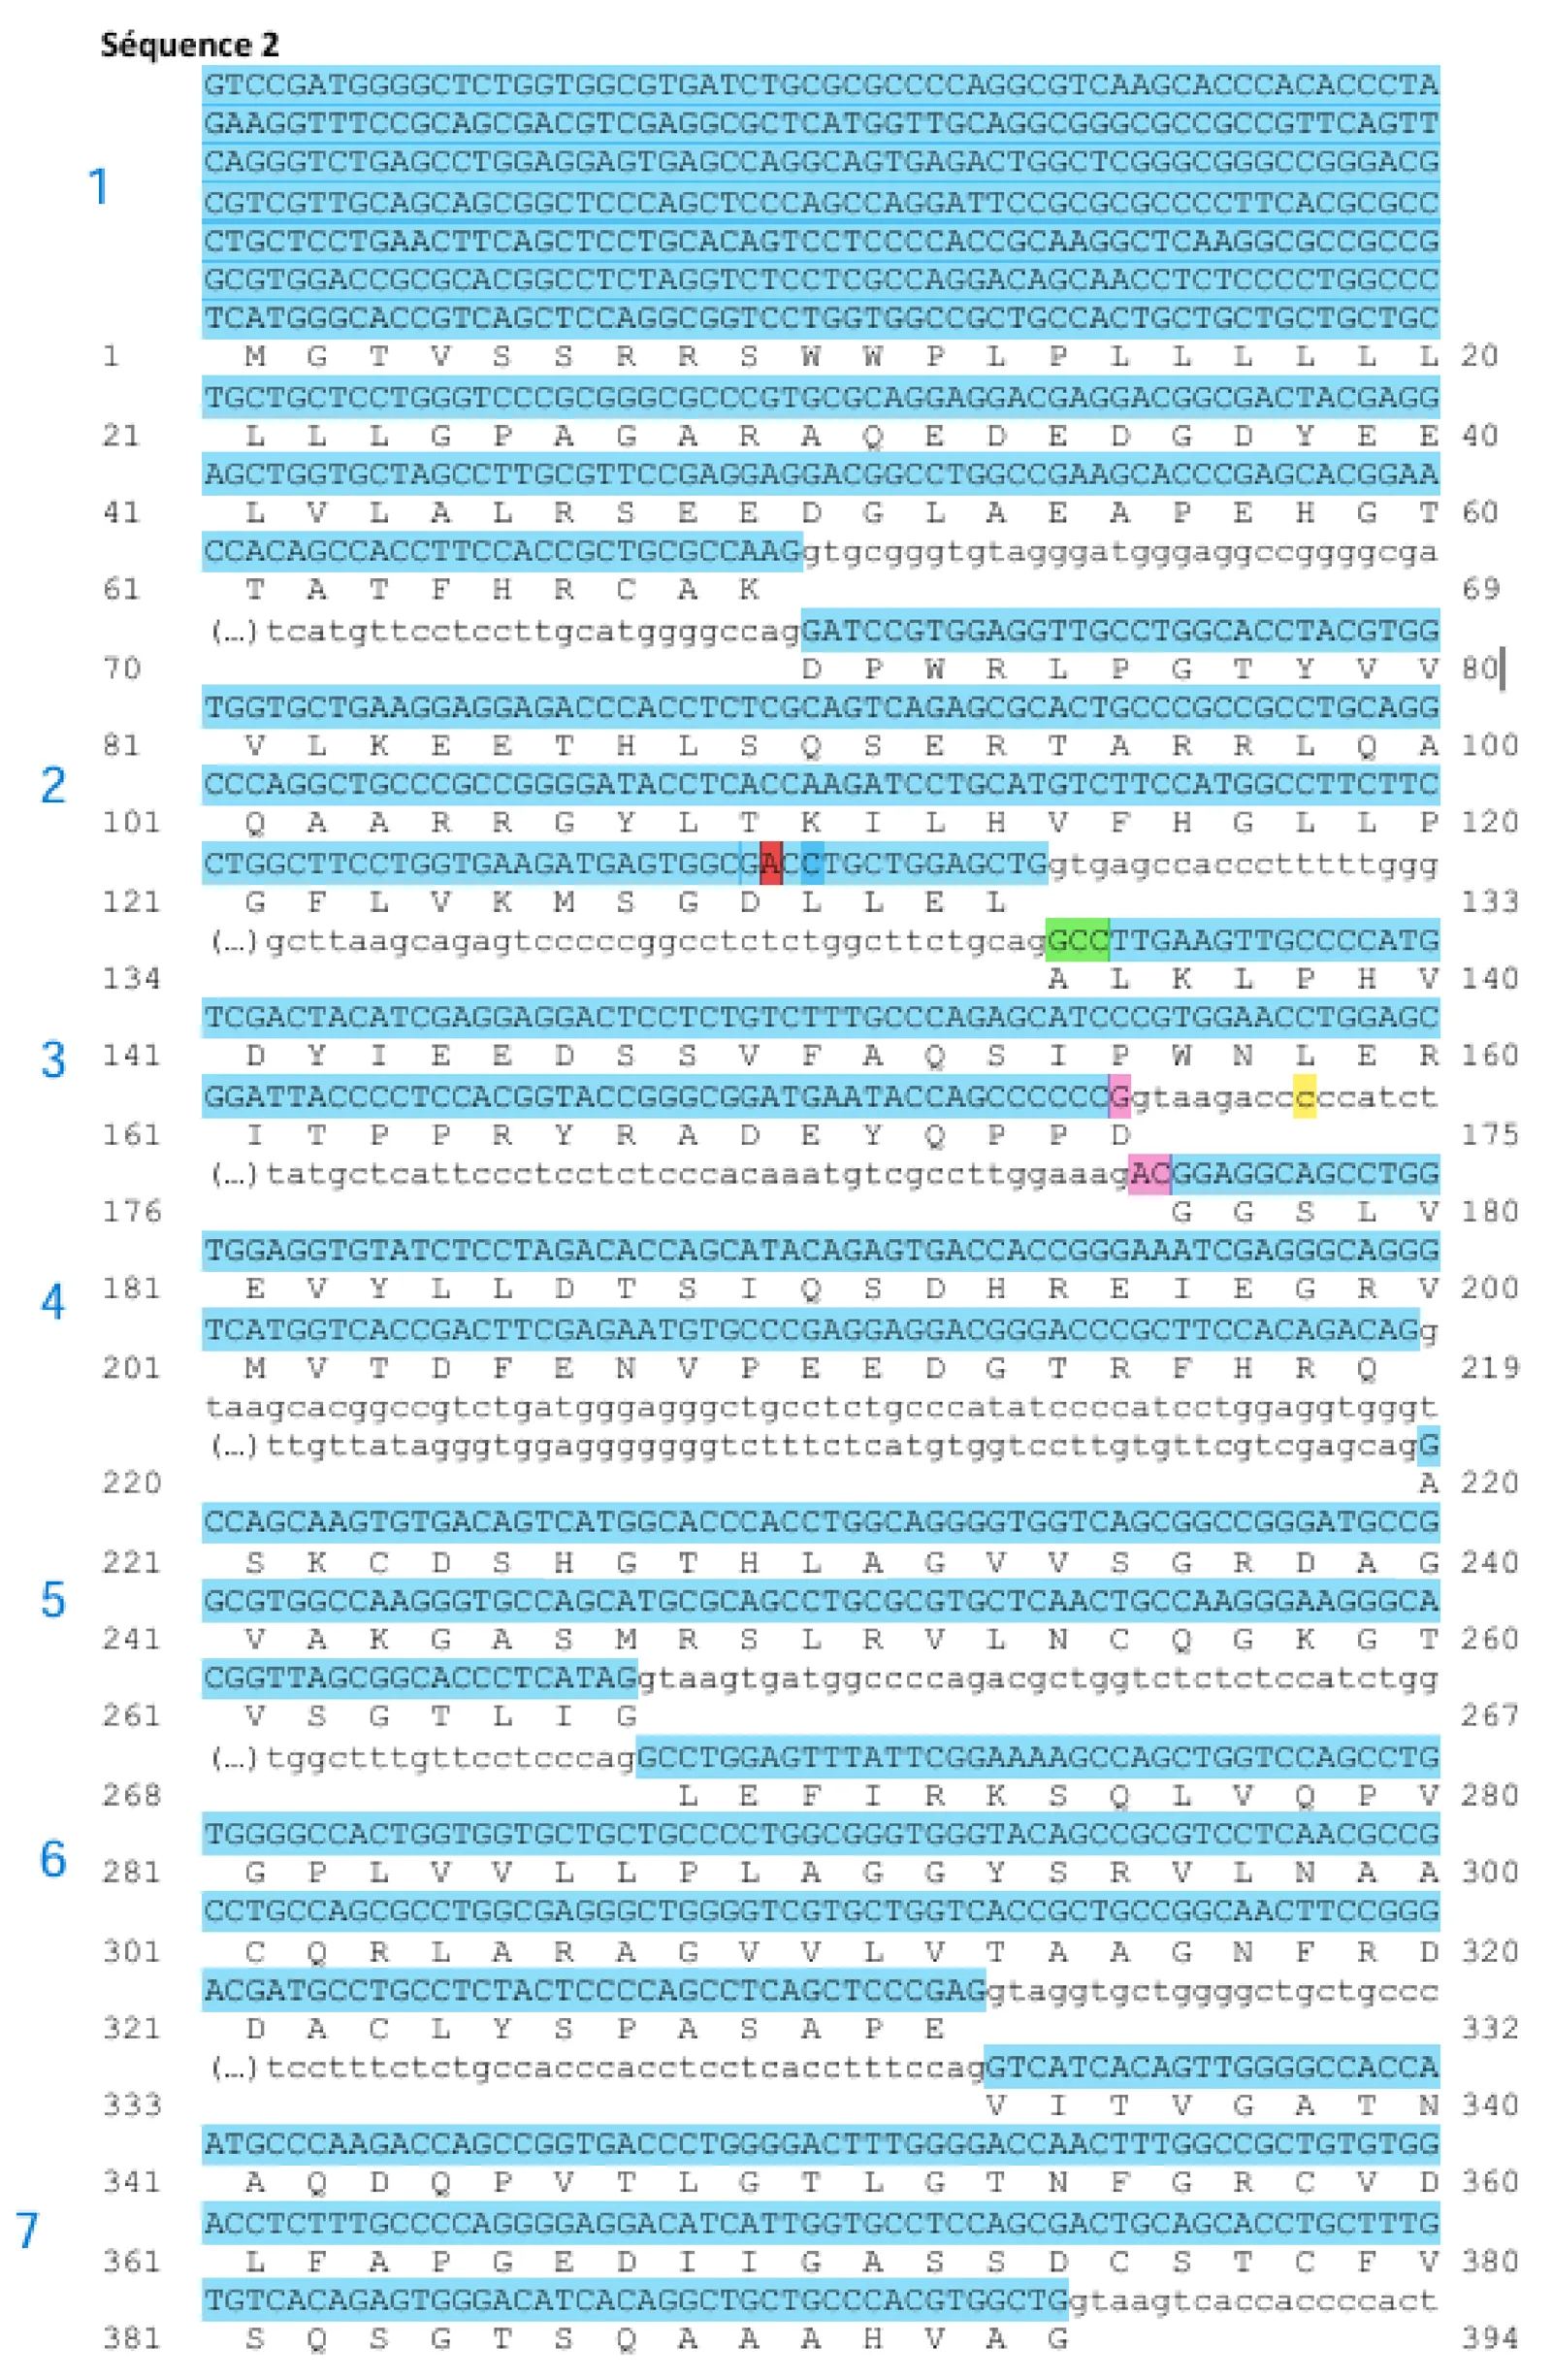 Séquence 2
GTCCGATGGGGCTCTGGTGGCGTGATCTGCGCGCCCCAGGCGTCAAGCACCCACACCCTA
GAAGGTTTCCGCAGCGACGTCGAGGCGCTCATGGTTGCAGGCGGGCGCCGCCGTTCAGTT
CAGGGTCTGAGCCTGGAGGAGTGAGCCAGGCAGTGAGACTGGCTCGGGCGGGCCGGGACG
1
CGTCGTTGCAGCAGCGGCTCCCAGCTCCCAGCCAGGATTCCGCGCGCCCCTTCACGCGCC
CTGCTCCTGAACTTCAGCTCCTGCACAGTCCTCCCCACCGCAAGGCTCAAGGCGCCGCCG
GCGTGGACCGCGCACGGCCTCTAGGTCTCCTCGCCAGGACAGCAACCTCTCCCCTGGCCC
TCATGGGCACCGTCAGCTCCAGGCGGTCCTGGTGGCCGCTGCCACTGCTGCTGCTGCTGC
1 M G T V S S R R S W W P L P L L L L L L 20
TGCTGCTCCTGGGTCCCGCGGGCGCCCGTGCGCAGGAGGACGAGGACGGCGACTACGAGG
21 L L L G P A G A R A Q E D E D G D Y E E 40
AGCTGGTGCTAGCCTTGCGTTCCGAGGAGGACGGCCTGGCCGAAGCACCCGAGCACGGAA
41 L V L A L R S E E D G L A E A P E H G T 60
CCACAGCCACCTTCCACCGCTGCGCCAAGgtgcgggtgtagggatgggaggccggggcga
61 T A T F H R C A K 69
(…)tcatgttcctccttgcatggggccagGATCCGTGGAGGTTGCCTGGCACCTACGTGG
70 D P W R L P G T Y V V 80
TGGTGCTGAAGGAGGAGACCCACCTCTCGCAGTCAGAGCGCACTGCCCGCCGCCTGCAGG
81 V L K E E T H L S Q S E R T A R R L Q A 100
2
CCCAGGCTGCCCGCCGGGGATACCTCACCAAGATCCTGCATGTCTTCCATGGCCTTCTTC
101 Q A A R R G Y L T K I L H V F H G L L P 120
CTGGCTTCCTGGTGAAGATGAGTGGCGACCTGCTGGAGCTGgtgagccacccttttttggg
121 G F L V K M S G D L L E L 133
(…)gcttaagcagagtcccccggcctctctggcttctgcagGCCTTGAAGTTGCCCCATG
134 A L K L P H V 140
TCGACTACATCGAGGAGGACTCCTCTGTCTTTGCCCAGAGCATCCCGTGGAACCTGGAGC
3 141 D Y I E E D S S V F A Q S I P W N L E R 160
GGATTACCCCTCCACGGTACCGGGCGGATGAATACCAGCCCCCCGgtaagacccccatct
161 I T P P R Y R A D E Y Q P P D 175
(…)tatgctcattccctcctctcccacaaatgtcgccttggaaagACGGAGGCAGCCTGG
176 G G S L V 180
TGGAGGTGTATCTCCTAGACACCAGCATACAGAGTGACCACCGGGAAATCGAGGGCAGGG
4 181 E V Y L L D T S I Q S D H R E I E G R V 200
TCATGGTCACCGACTTCGAGAATGTGCCCGAGGAGGACGGGACCCGCTTCCACAGACAGg
201 M V T D F E N V P E E D G T R F H R Q 219
taagcacggccgtctgatgggagggctgcctctgcccatatccccatcctggaggtgggt
(…)ttgttatagggtggagggggggtctttctcatgtggtccttgtgttcgtcgagcagG
220 A 220
CCAGCAAGTGTGACAGTCATGGCACCCACCTGGCAGGGGTGGTCAGCGGCCGGGATGCCG
221 S K C D S H G T H L A G V V S G R D A G 240
5
GCGTGGCCAAGGGTGCCAGCATGCGCAGCCTGCGCGTGCTCAACTGCCAAGGGAAGGGCA
241 V A K G A S M R S L R V L N C Q G K G T 260
CGGTTAGCGGCACCCTCATAGgtaagtgatggccccagacgctggtctctctccatctgg
261 V S G T L I G 267
(…)tggctttgttcctcccagGCCTGGAGTTTATTCGGAAAAGCCAGCTGGTCCAGCCTG
268 L E F I R K S Q L V Q P V 280
TGGGGCCACTGGTGGTGCTGCTGCCCCTGGCGGGTGGGTACAGCCGCGTCCTCAACGCCG
6 281 G P L V V L L P L A G G Y S R V L N A A 300
CCTGCCAGCGCCTGGCGAGGGCTGGGGTCGTGCTGGTCACCGCTGCCGGCAACTTCCGGG
301 C Q R L A R A G V V L V T A A G N F R D 320
ACGATGCCTGCCTCTACTCCCCAGCCTCAGCTCCCGAGgtaggtgctggggctgctgccc
321 D A C L Y S P A S A P E 332
(…)tcctttctctgccacccacctcctcacctttccagGTCATCACAGTTGGGGCCACCA
333 V I T V G A T N 340
ATGCCCAAGACCAGCCGGTGACCCTGGGGACTTTGGGGACCAACTTTGGCCGCTGTGTGG
341 A Q D Q P V T L G T L G T N F G R C V D 360
7
ACCTCTTTGCCCCAGGGGAGGACATCATTGGTGCCTCCAGCGACTGCAGCACCTGCTTTG
361 L F A P G E D I I G A S S D C S T C F V 380
TGTCACAGAGTGGGACATCACAGGCTGCTGCCCACGTGGCTGgtaagtcaccaccccact
381 S Q S G T S Q A A A H V A G 394